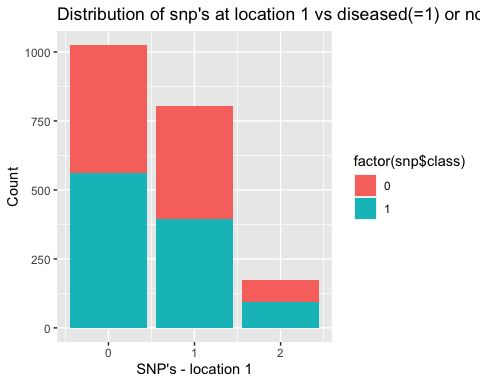 Distribution of snp's at location 1 vs diseased(=1) or no
1000
750
500
250
0
Count
0 1 2
SNP's - location 1
factor(snp$class)
0
1